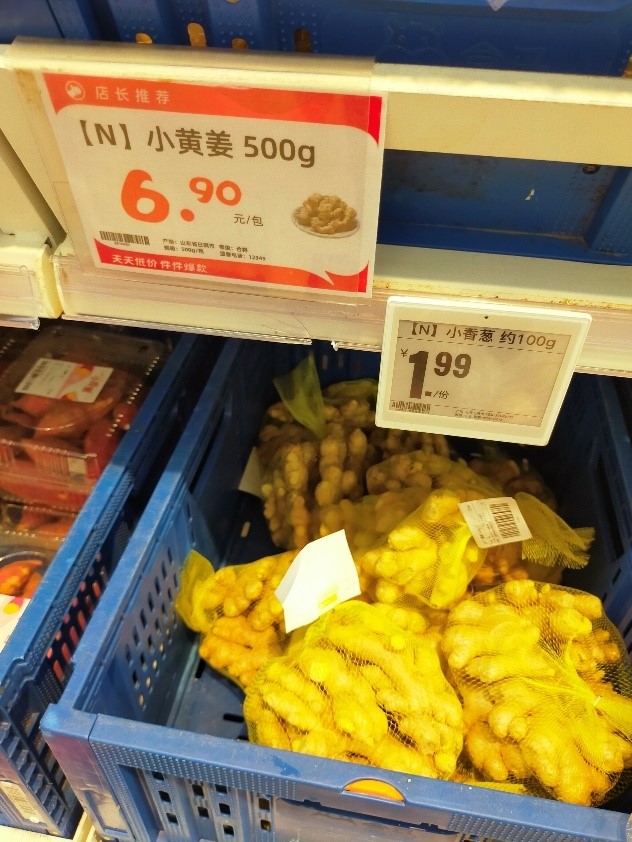 店长推荐
【N】小黄姜 500g
6.90
元/包
天天低价 件件爆款
【N】小香葱 约100g
¥1.99
/份